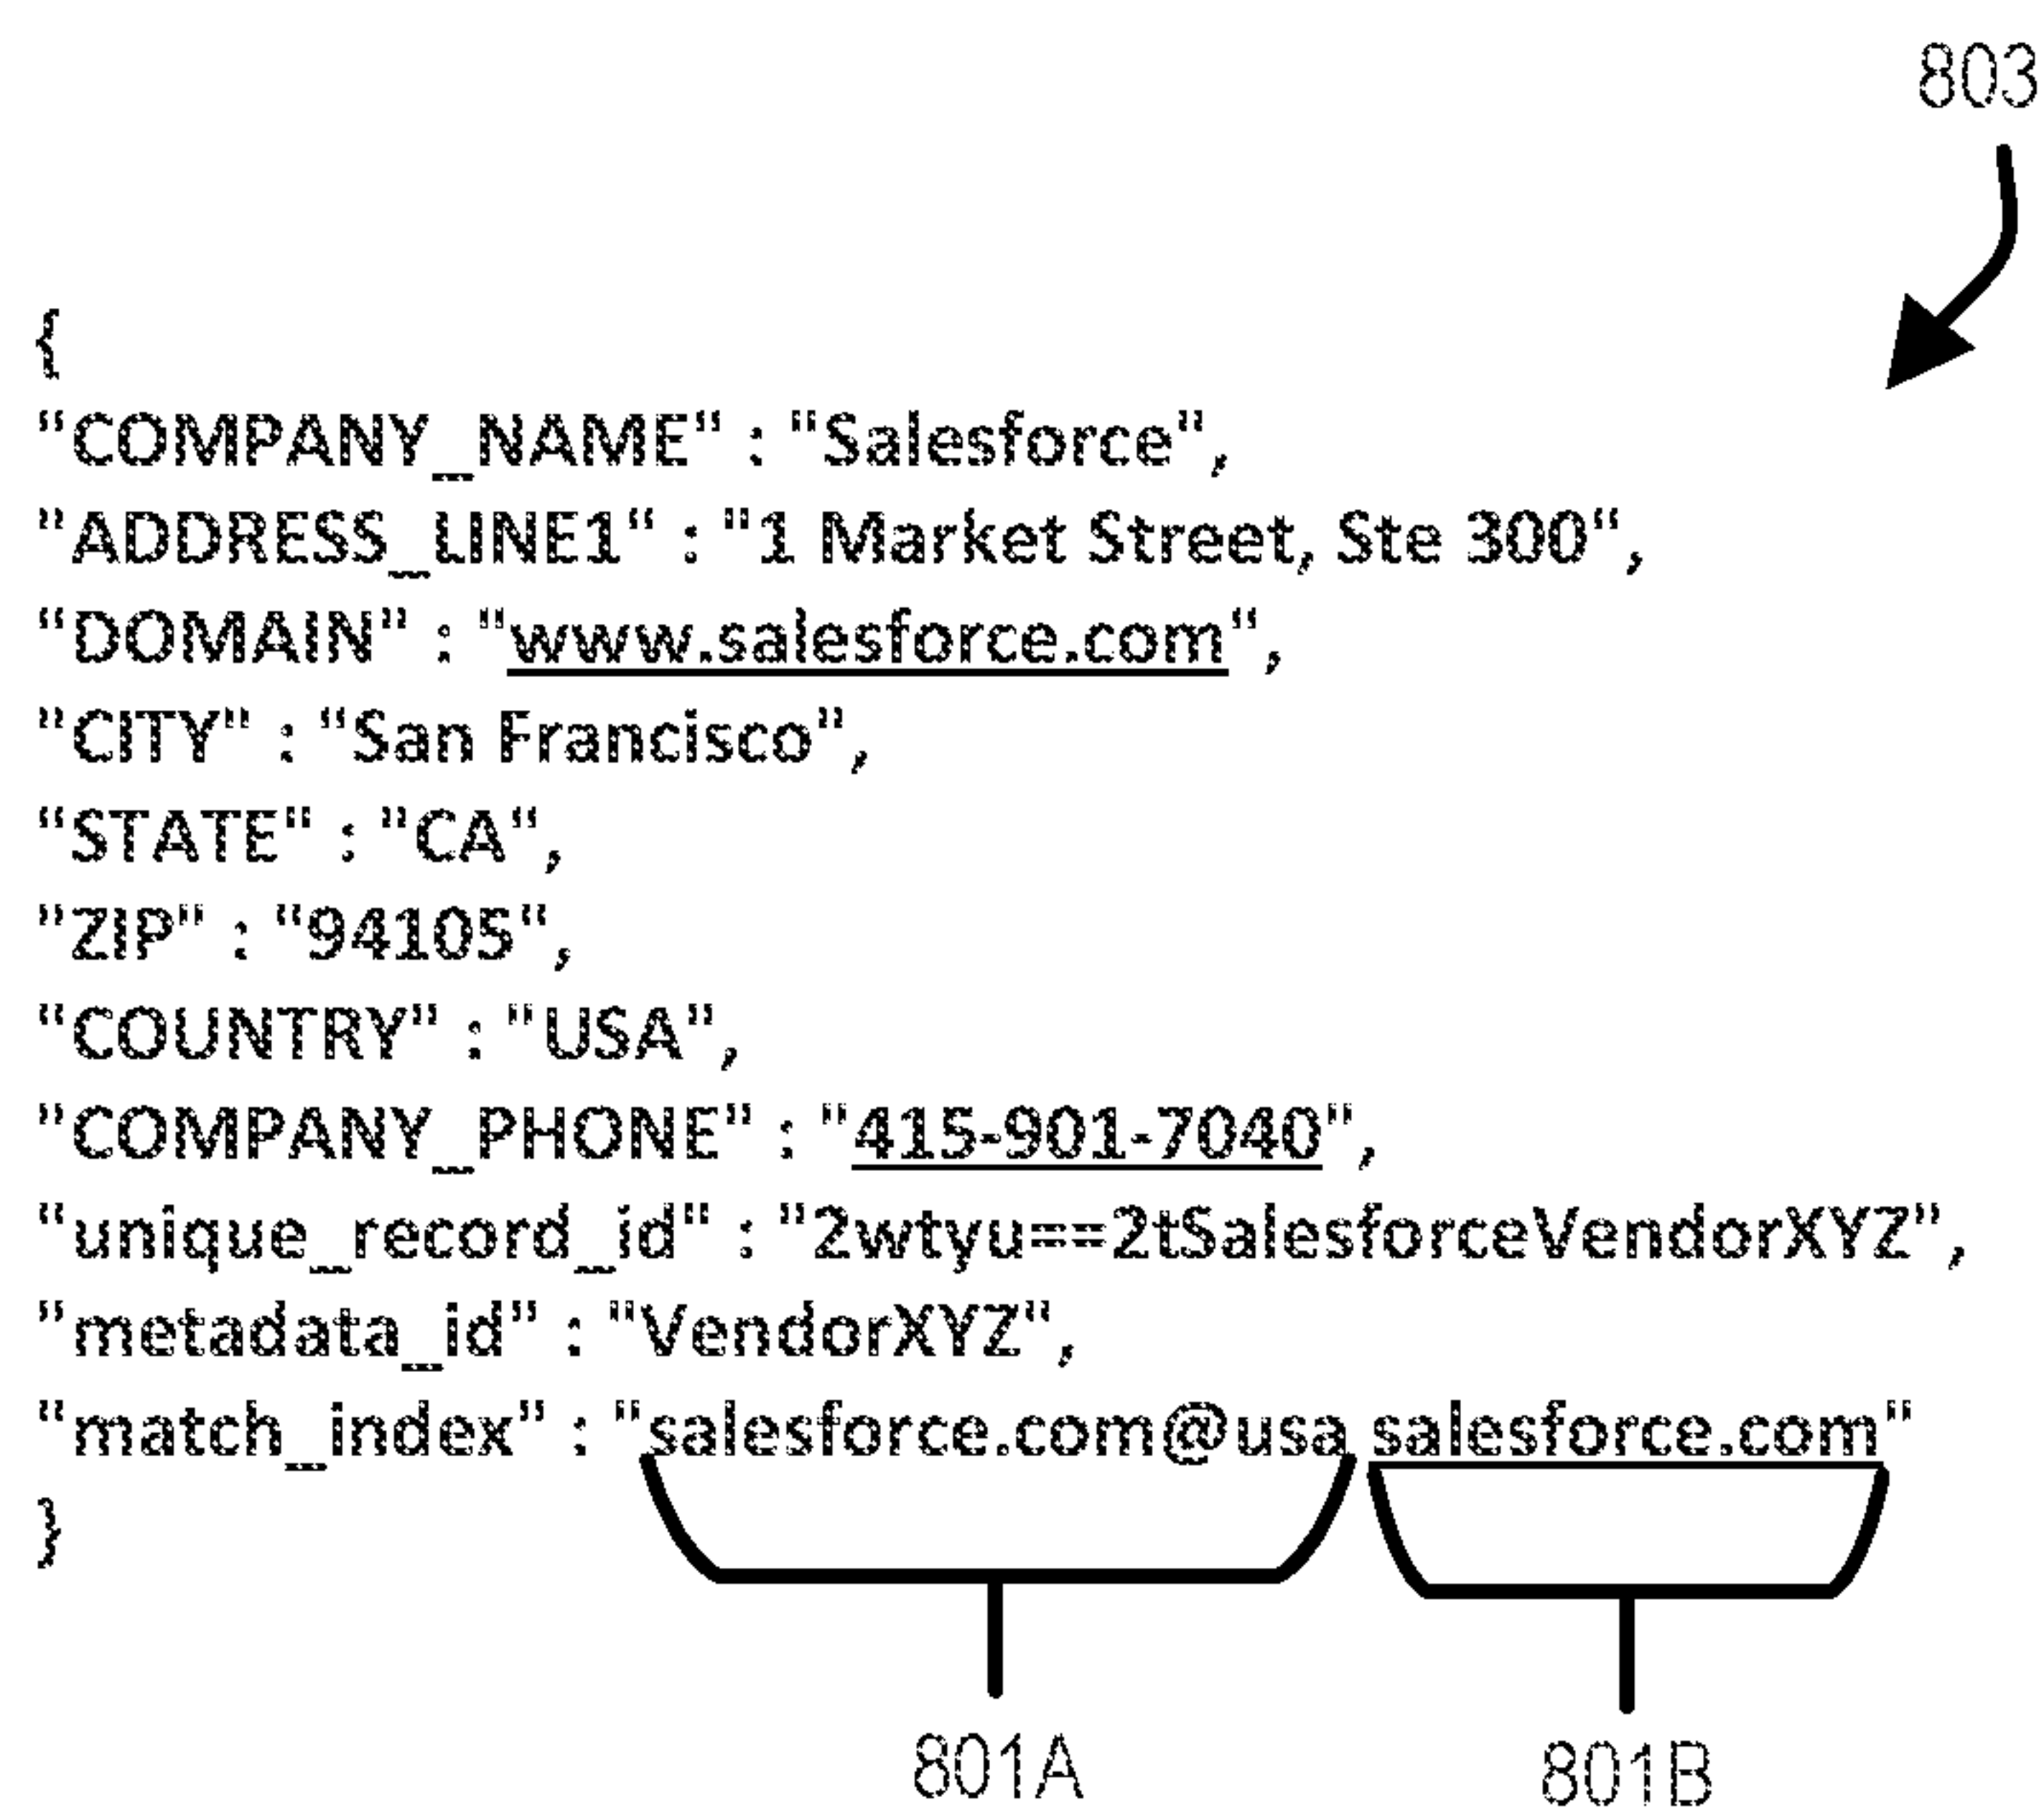 803
{
"COMPANY_NAME" : "Salesforce",
"ADDRESS_LINE1" : "1 Market Street, Ste 300",
"DOMAIN" : "www.salesforce.com",
"CITY" : "San Francisco",
"STATE" : "CA",
"ZIP" : "94105",
"COUNTRY" : "USA",
"COMPANY_PHONE" : "415-901-7040",
"unique_record_id" : "2wtyu==2tSalesforceVendorXYZ",
"metadata_id" : "VendorXYZ",
"match_index" : "salesforce.com@usa salesforce.com"
}
801A 801B